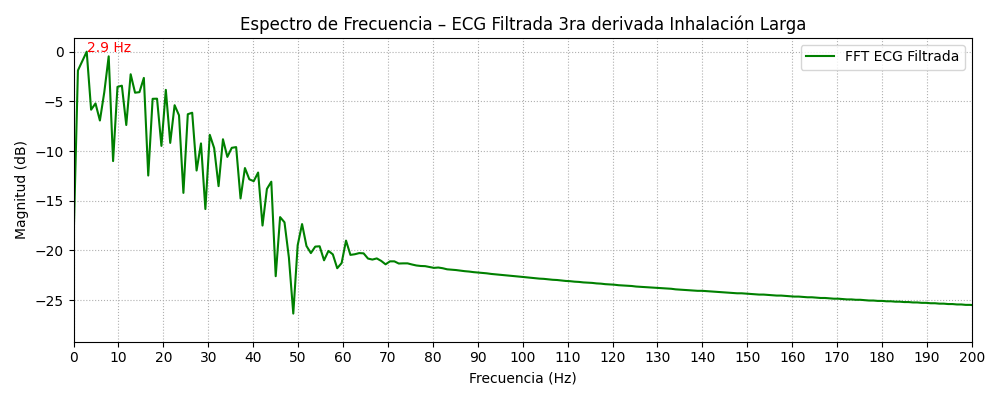 Espectro de Frecuencia – ECG Filtrada 3ra derivada Inhalación Larga
2.9 Hz
FFT ECG Filtrada
Magnitud (dB)
0
−5
−10
−15
−20
−25
0 10 20 30 40 50 60 70 80 90 100 110 120 130 140 150 160 170 180 190 200
Frecuencia (Hz)